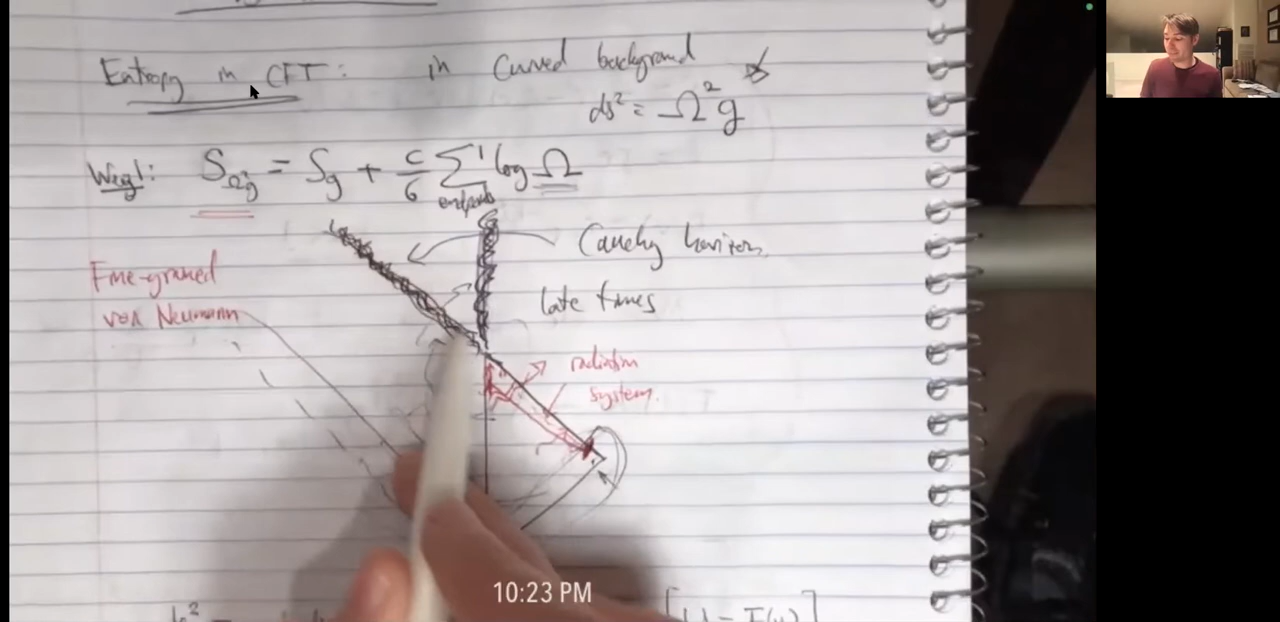 Entropy in CFT: in Curved background
ds² = Ω²g
Weyl: S_Ω²g = S_g + c/6 Σ log Ω
endpts
Cauchy horizon
Fine-grained
von Neumann
late times
radiation
system.
10:23 PM